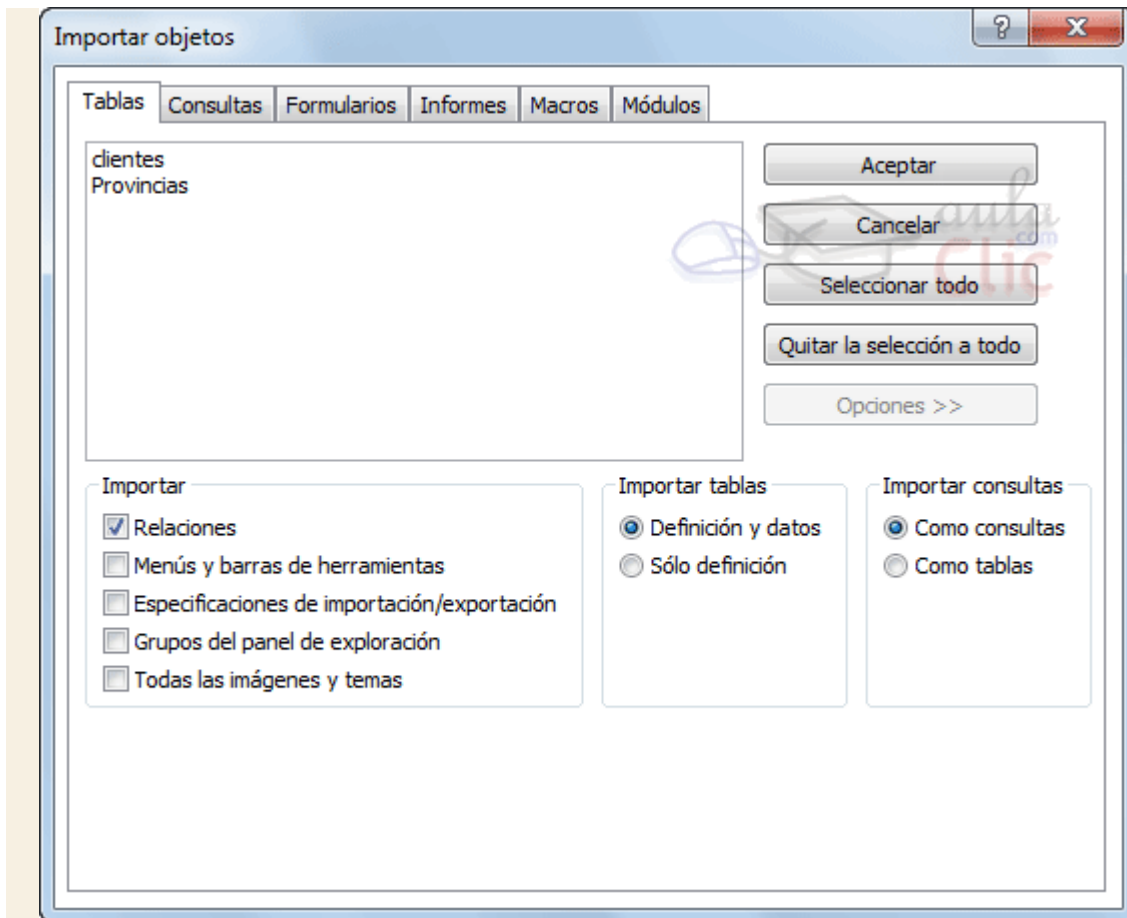 Importar objetos
Tablas Consultas Formularios Informes Macros Módulos
clientes
Provincias
Aceptar
Cancelar
Seleccionar todo
Quitar la selección a todo
Opciones >>
aula
.com
Clic
Importar
Relaciones
Menús y barras de herramientas
Especificaciones de importación/exportación
Grupos del panel de exploración
Todas las imágenes y temas
Importar tablas
Definición y datos
Sólo definición
Importar consultas
Como consultas
Como tablas